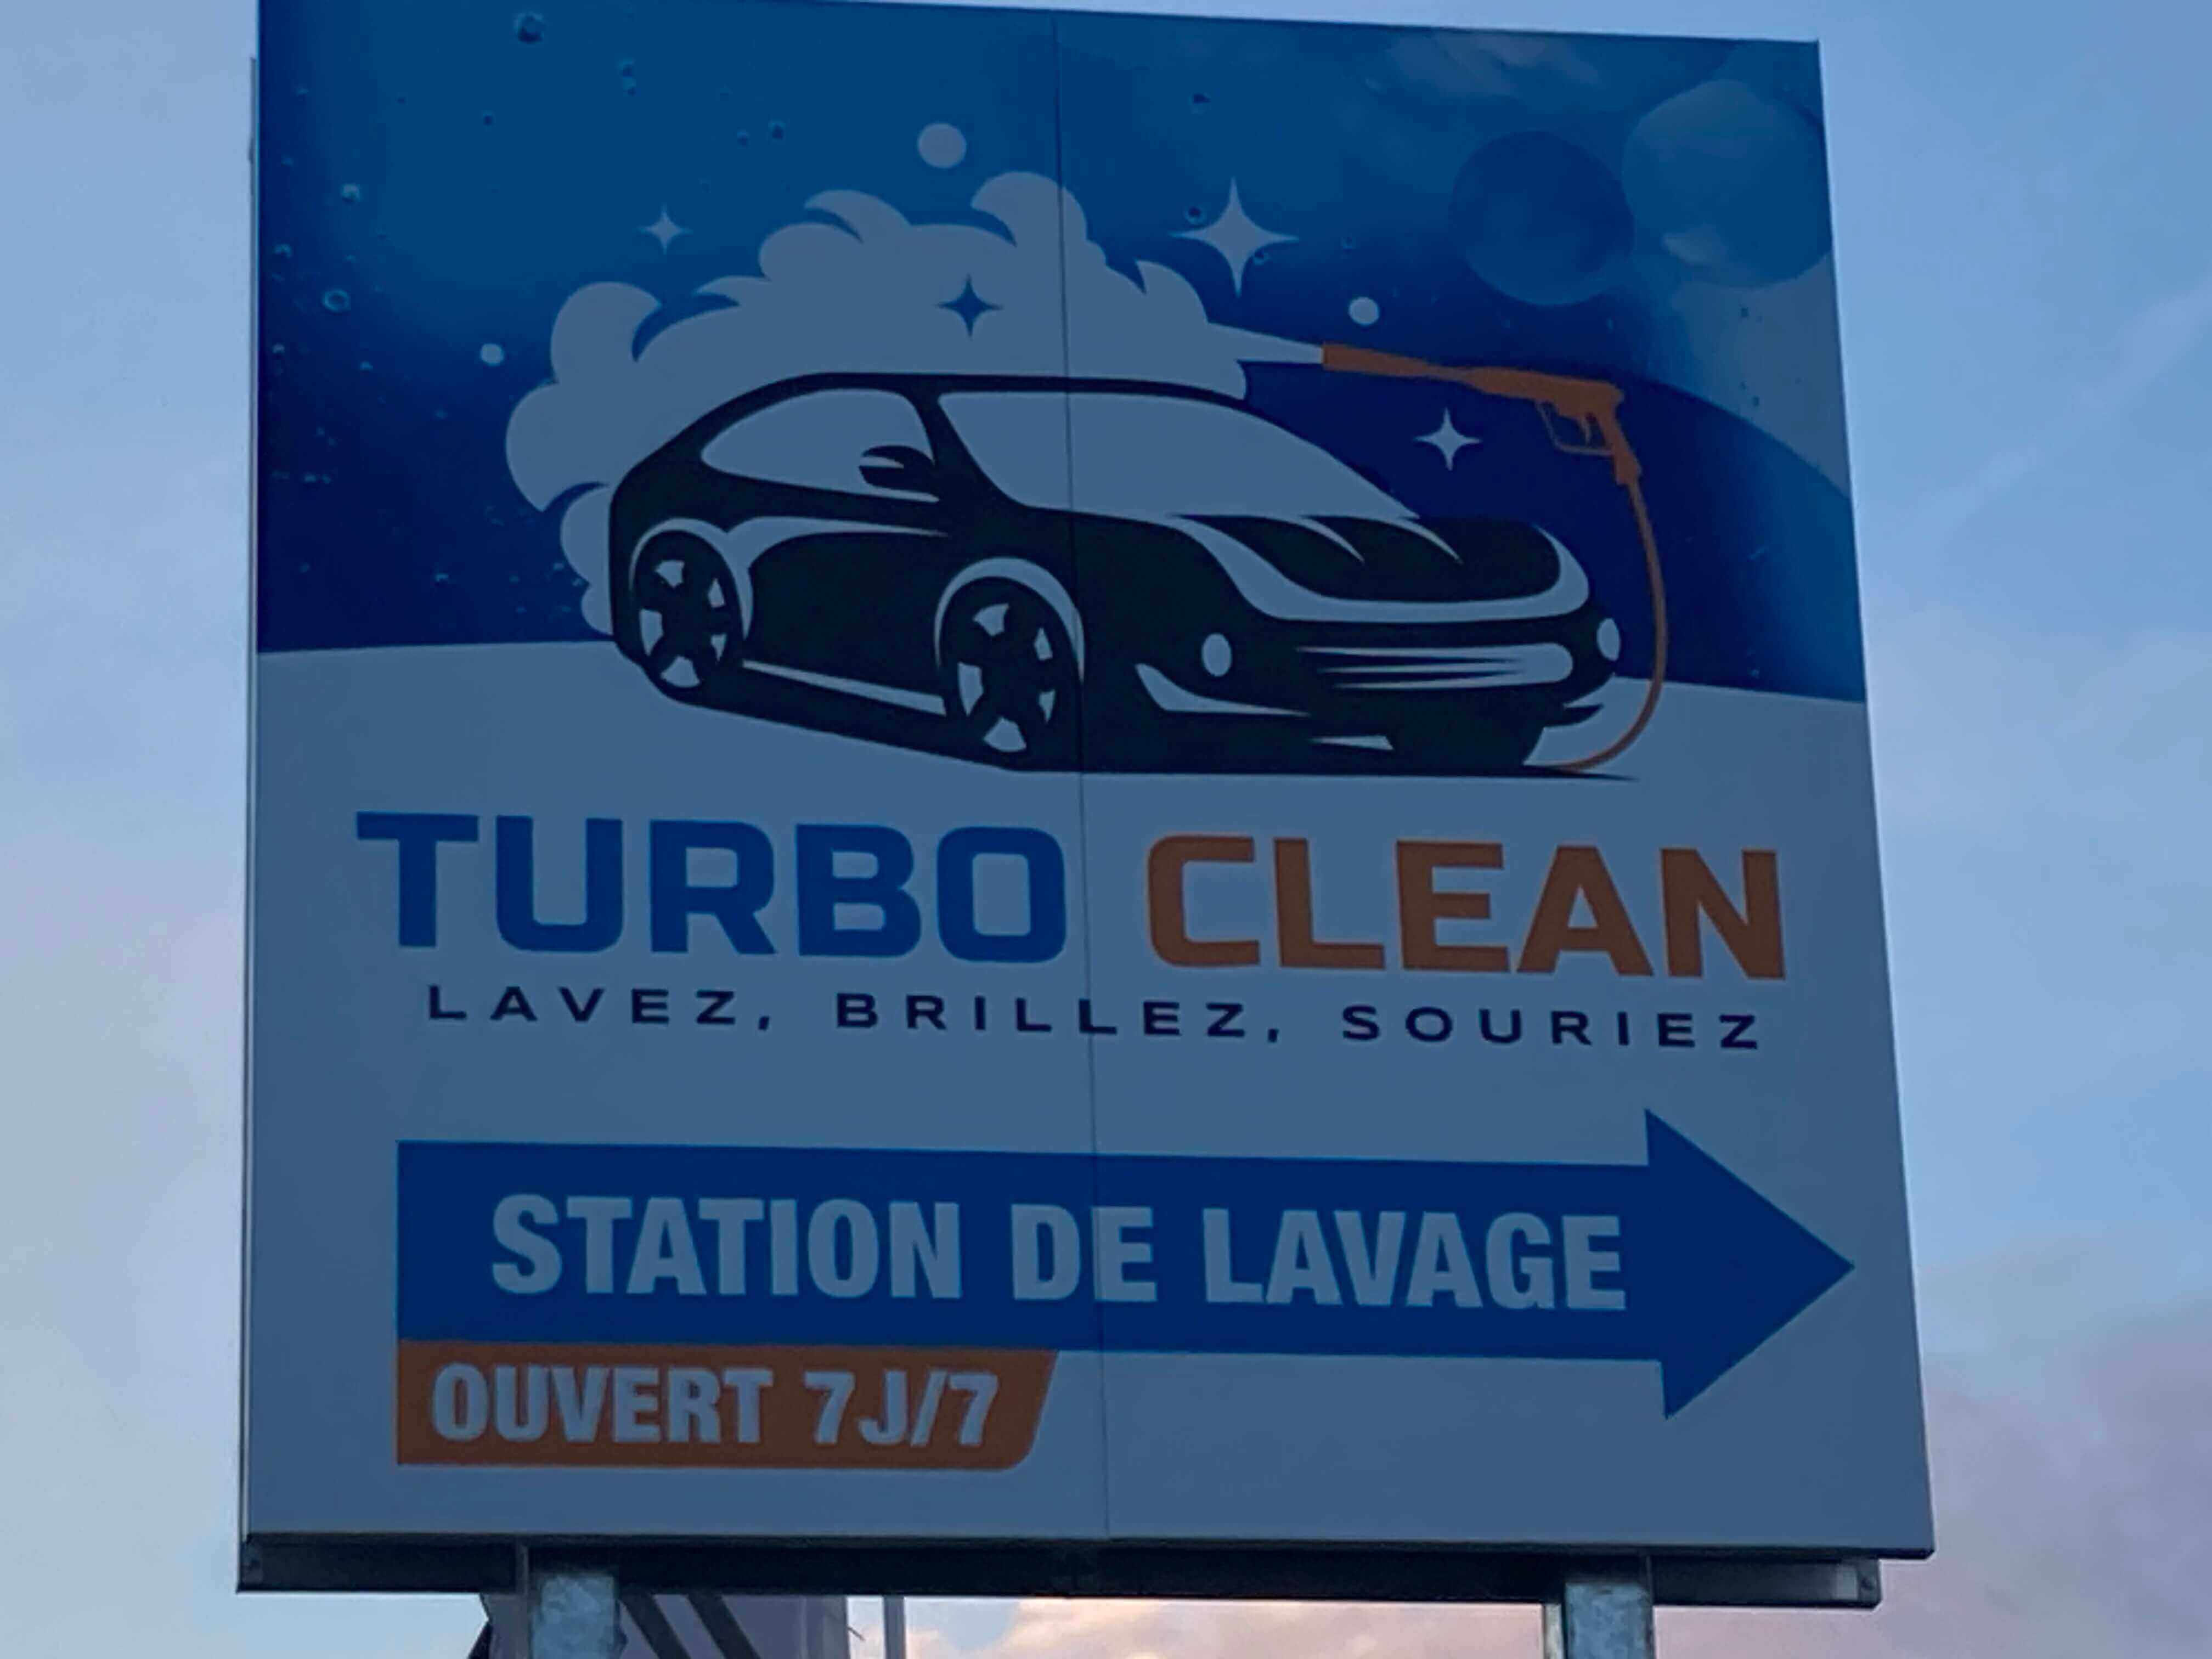 TURBO CLEAN
LAVEZ, BRILLEZ, SOURIEZ
STATION DE LAVAGE
OUVERT 7J/7